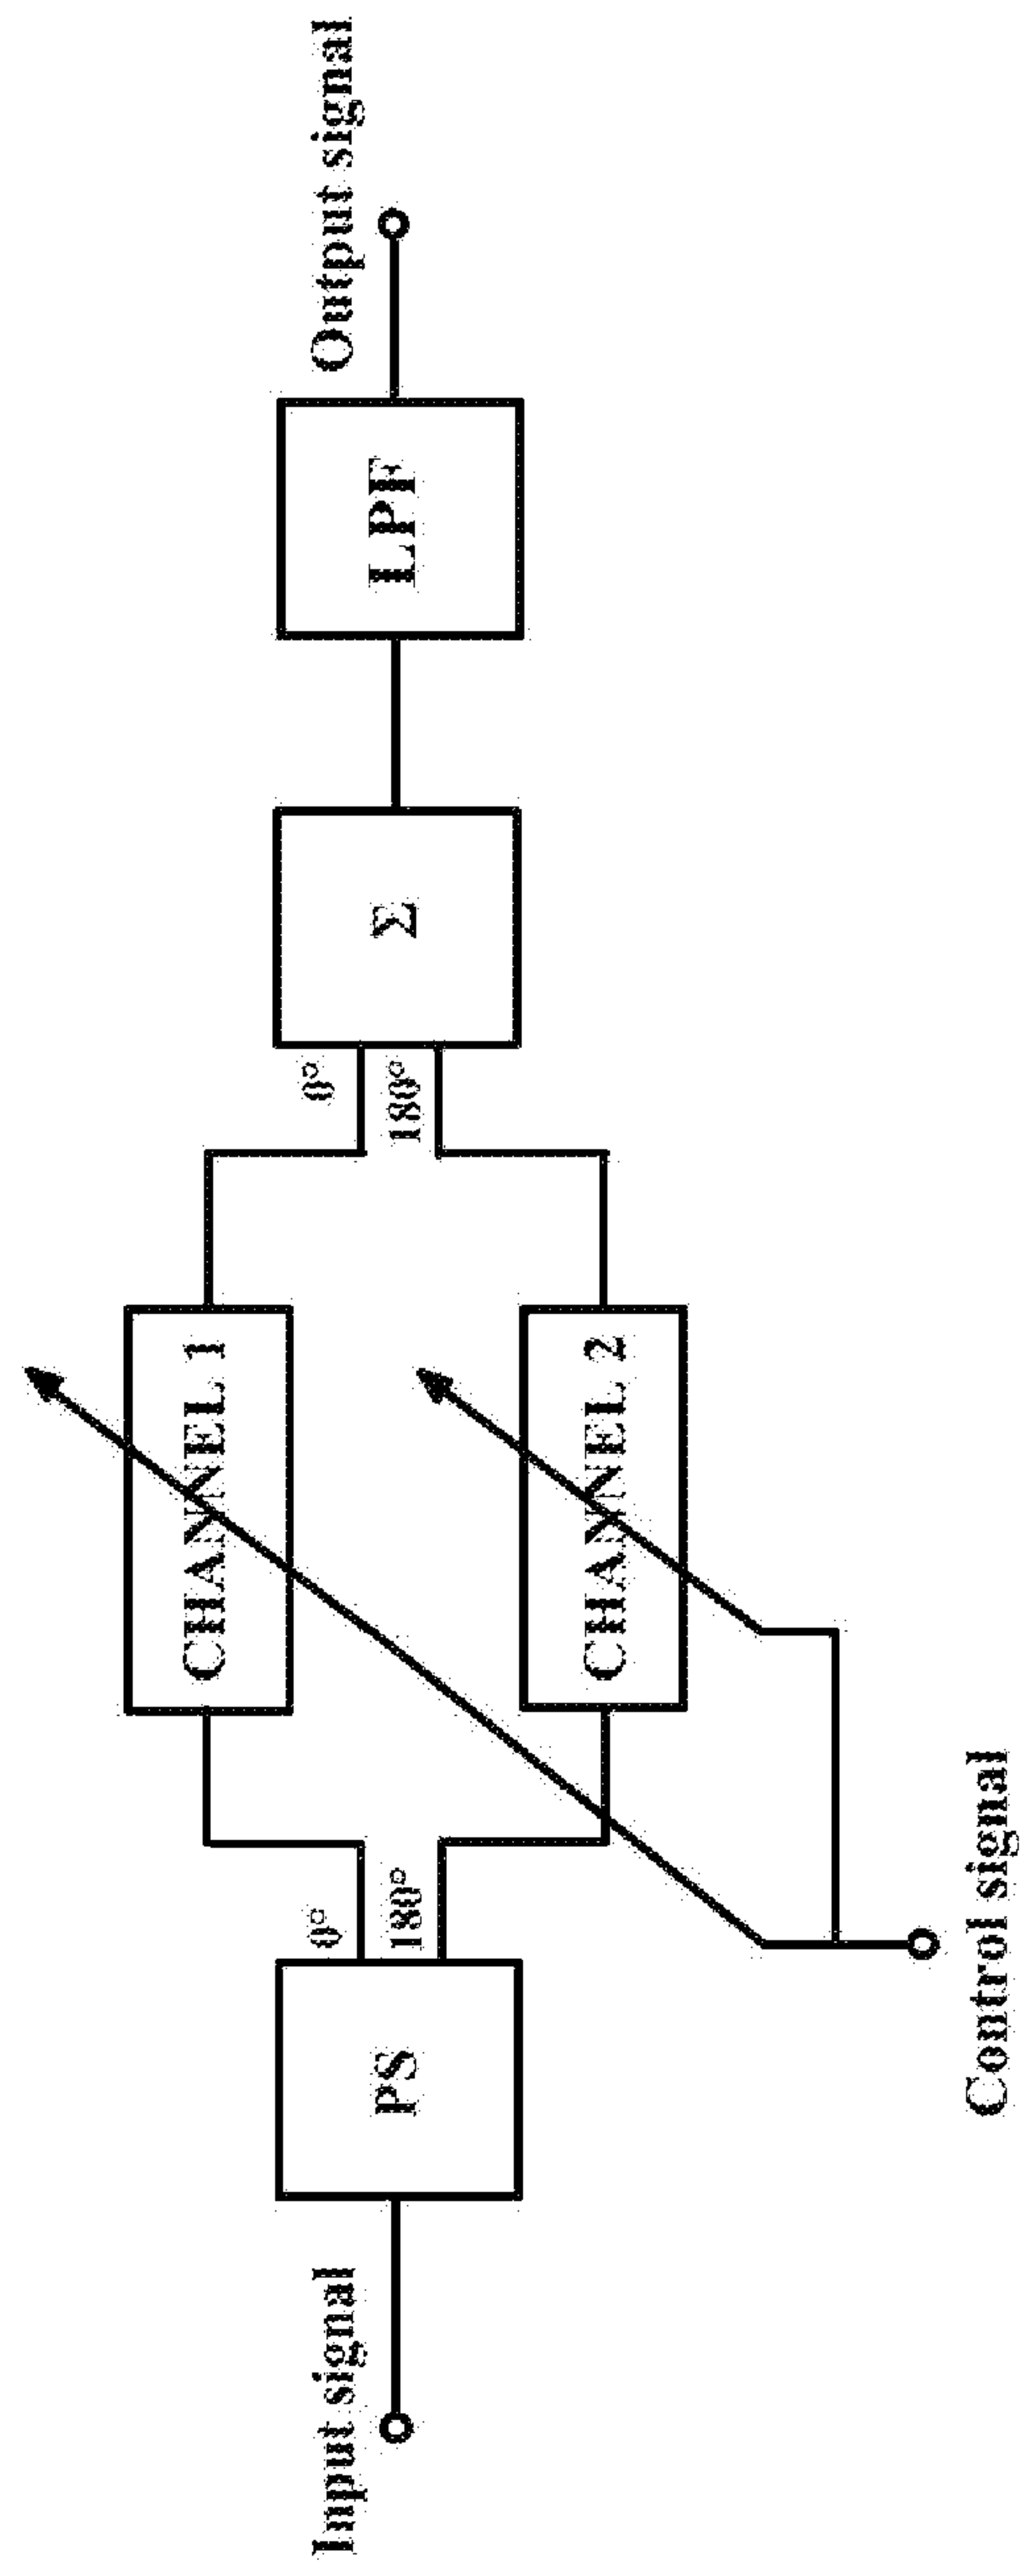 Input signal
PS
0°
180°
Control signal
CHANNEL 1
CHANNEL 2
0°
180°
Σ
LPF
Output signal